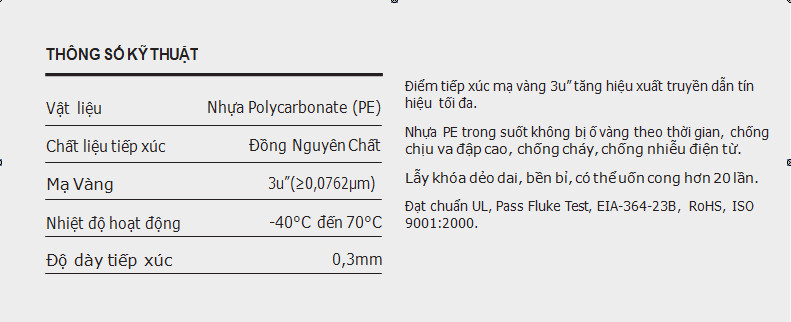 THÔNG SỐ KỸ THUẬT
Vật liệu Nhựa Polycarbonate (PE)
Chất liệu tiếp xúc Đồng Nguyên Chất
Mạ Vàng 3u”(≥0,0762µm)
Nhiệt độ hoạt động -40°C đến 70°C
Độ dày tiếp xúc 0,3mm
Điểm tiếp xúc mạ vàng 3u” tăng hiệu xuất truyền dẫn tín
hiệu tối đa.
Nhựa PE trong suốt không bị ố vàng theo thời gian, chống
chịu va đập cao, chống cháy, chống nhiễu điện từ.
Lẫy khóa dẻo dai, bền bỉ, có thể uốn cong hơn 20 lần.
Đạt chuẩn UL, Pass Fluke Test, EIA-364-23B, RoHS, ISO
9001:2000.